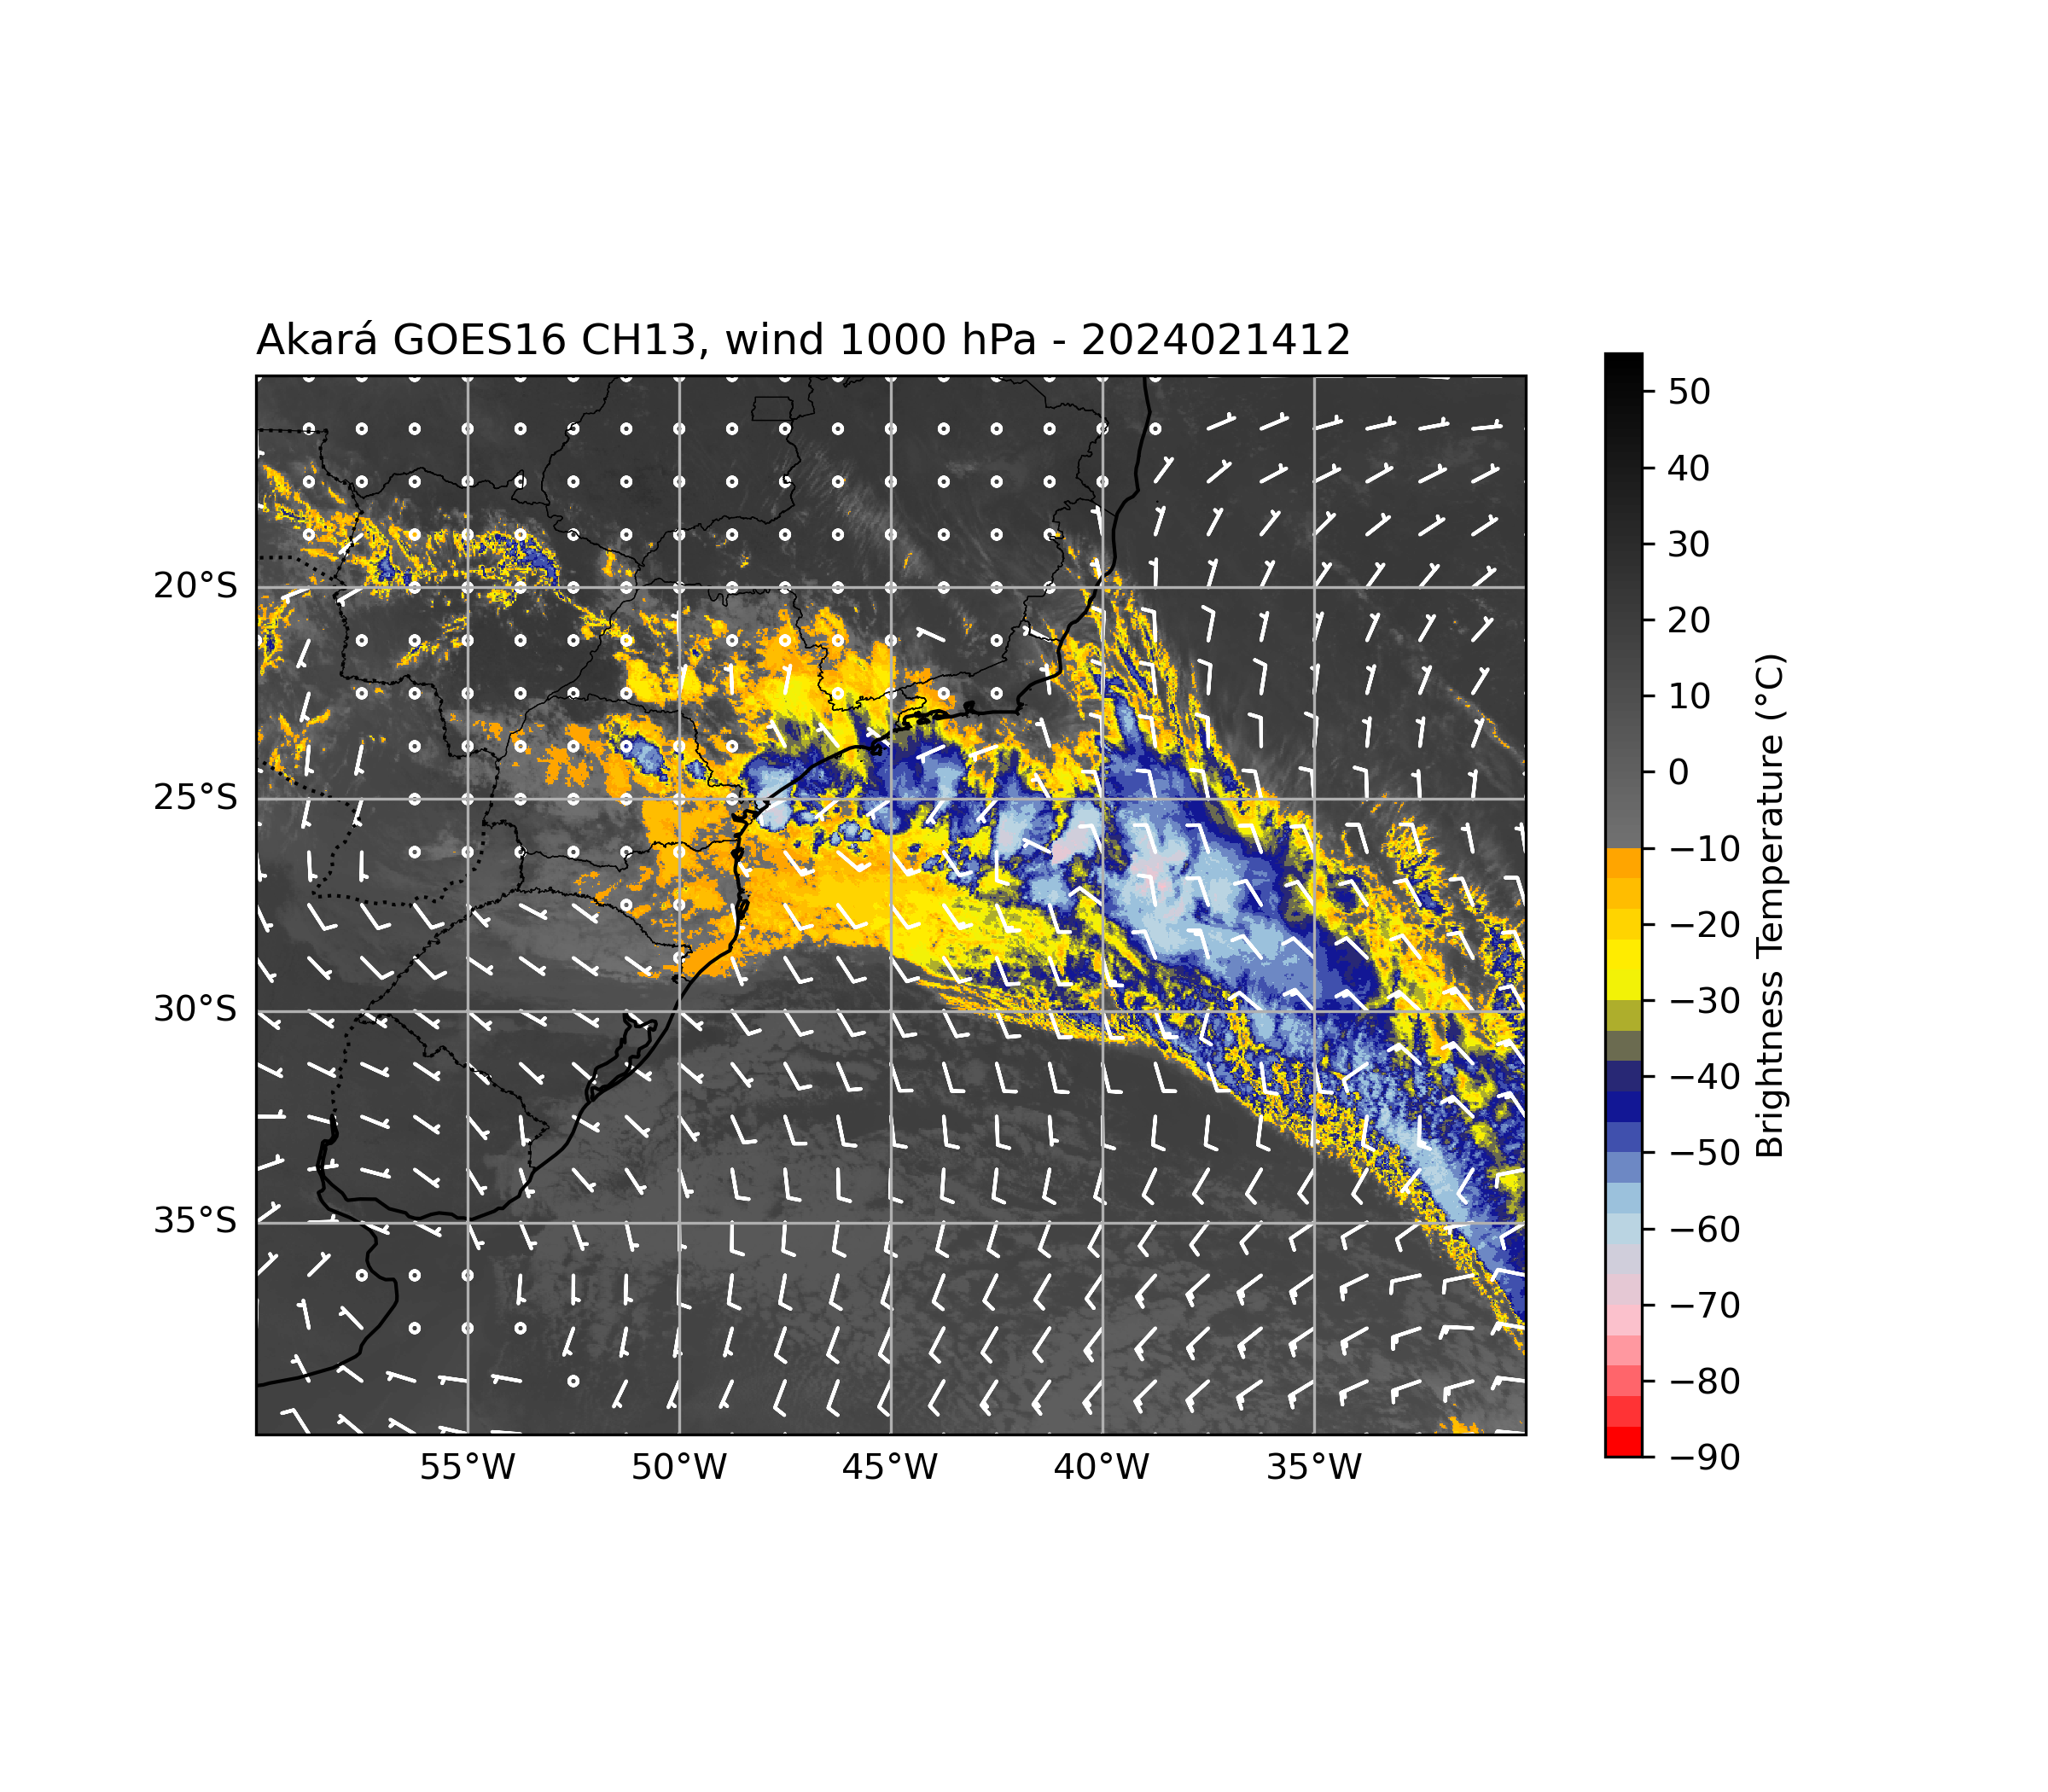 Akará GOES16 CH13, wind 1000 hPa - 2024021412
20°S
25°S
30°S
35°S
55°W
50°W
45°W
40°W
35°W
50
40
30
20
10
0
−10
−20
−30
−40
−50
−60
−70
−80
−90
Brightness Temperature (°C)